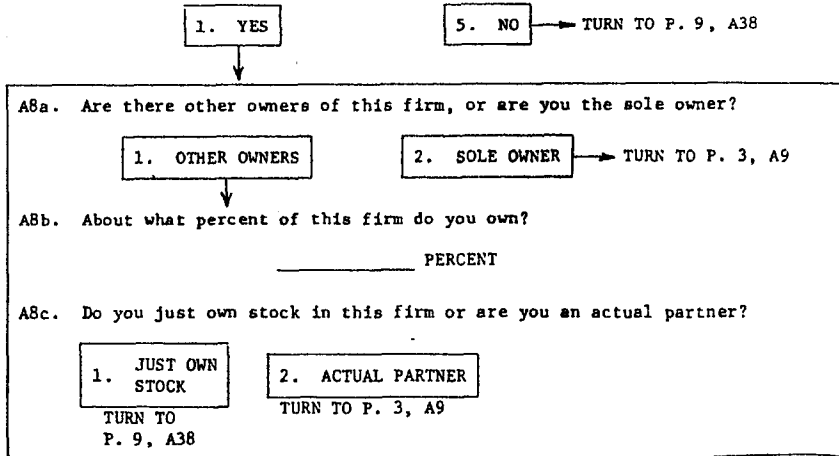 1. YES 5. NO TURN TO P. 9, A38
A8a. Are there other owners of this firm, or are you the sole owner?
1. OTHER OWNERS 2. SOLE OWNER TURN TO P. 3, A9
A8b. About what percent of this firm do you own?
PERCENT
A8c. Do you just own stock in this firm or are you an actual partner?
1. JUST OWN STOCK 2. ACTUAL PARTNER
TURN TO P. 9, A38 TURN TO P. 3, A9